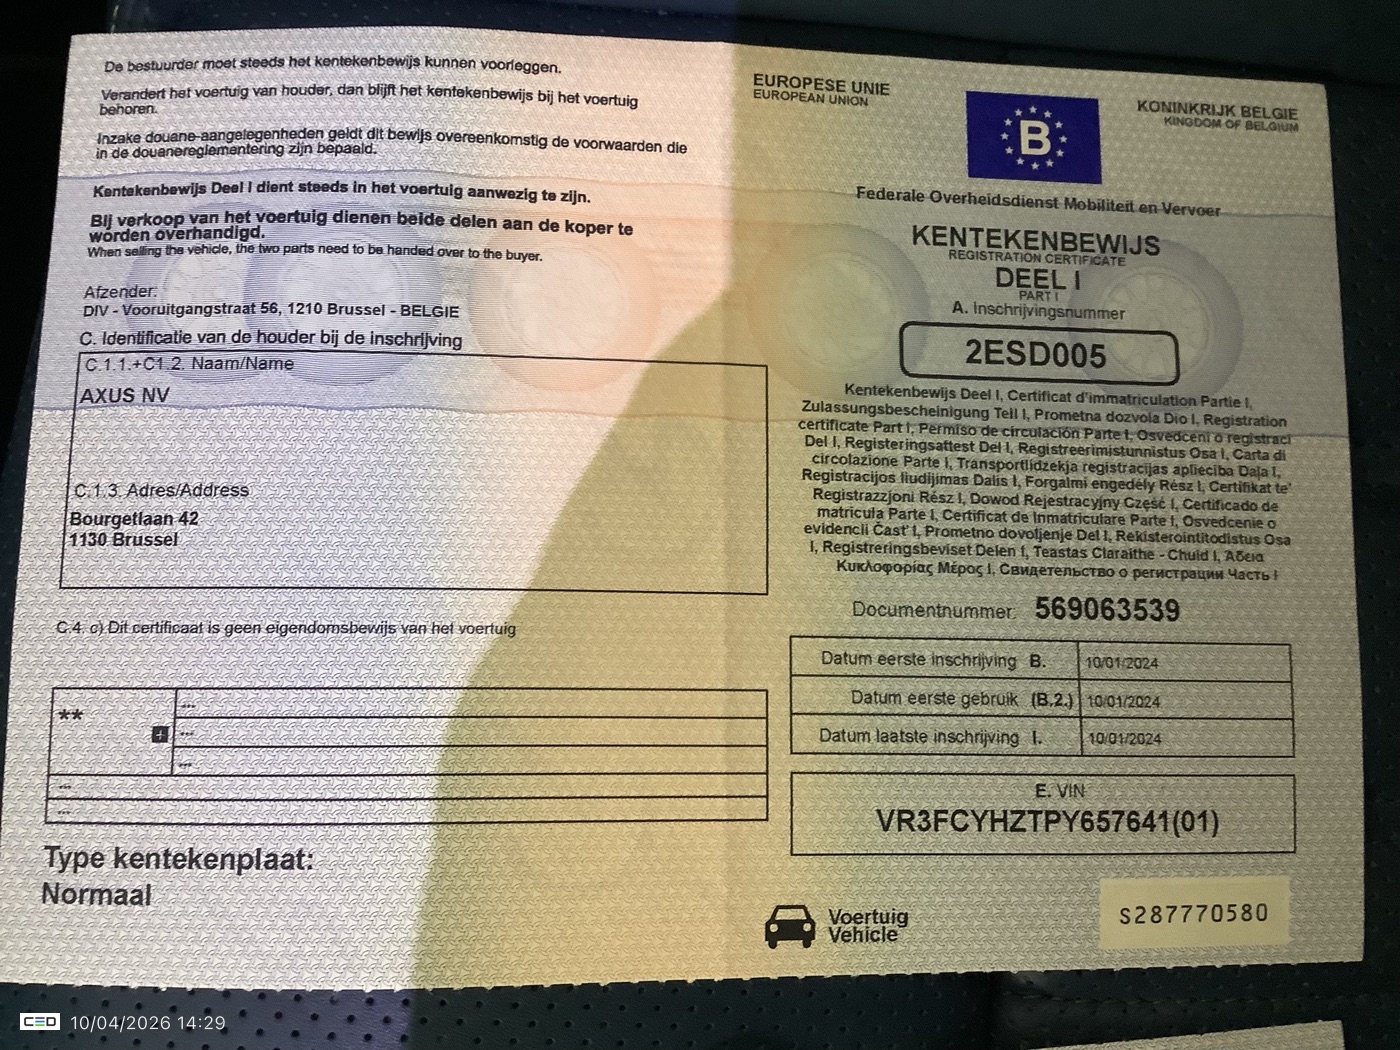 De bestuurder moet steeds het kentekenbewijs kunnen voorleggen.
Verandert het voertuig van houder, dan blijft het kentekenbewijs bij het voertuig
behoren.
Inzake douane-aangelegenheden geldt dit bewijs overeenkomstig de voorwaarden die
in de douanereglementering zijn bepaald.
Kentekenbewijs Deel I dient steeds in het voertuig aanwezig te zijn.
Bij verkoop van het voertuig dienen beide delen aan de koper te
worden overhandigd.
When selling the vehicle, the two parts need to be handed over to the buyer.
Afzender:
DIV - Vooruitgangstraat 56, 1210 Brussel - BELGIE
C. Identificatie van de houder bij de inschrijving
C.1.1.+C1.2. Naam/Name
AXUS NV
C.1.3. Adres/Address
Bourgetlaan 42
1130 Brussel
C.4. c) Dit certificaat is geen eigendomsbewijs van het voertuig
**
+
---
---
---
---
---
Type kentekenplaat:
Normaal
EUROPESE UNIE
EUROPEAN UNION
B
KONINKRIJK BELGIE
KINGDOM OF BELGIUM
Federale Overheidsdienst Mobiliteit en Vervoer
KENTEKENBEWIJS
REGISTRATION CERTIFICATE
DEEL I
PART I
A. Inschrijvingsnummer
2ESD005
Kentekenbewijs Deel I, Certificat d'immatriculation Partie I,
Zulassungsbescheinigung Teil I, Prometna dozvola Dio I, Registration
certificate Part I, Permiso de circulación Parte I, Osvedceni o registraci
Del I, Registeringsattest Del I, Registreerimistunnistus Osa I, Carta di
circolazione Parte I, Transportlidzekja registracijas aplieciba Dala I,
Registracijos liudijimas Dalis I, Forgalmi engedély Rész I, Certifikat te'
Registrazzjoni Rész I, Dowod Rejestracyjny Część I, Certificado de
matricula Parte I, Certificat de Inmatriculare Parte I, Osvedcenie o
evidencii Čast' I, Prometno dovoljenje Del I, Rekisterointitodistus Osa
I, Registreringsbeviset Delen I, Teastas Claraithe - Chuid I, Άδεια
Κυκλοφορίας Μέρος I, Свидетельство о регистрации Часть I
Documentnummer: 569063539
Datum eerste inschrijving B. 10/01/2024
Datum eerste gebruik (B.2.) 10/01/2024
Datum laatste inschrijving I. 10/01/2024
E. VIN
VR3FCYHZTPY657641(01)
Voertuig
Vehicle
S287770580
CED 10/04/2026 14:29